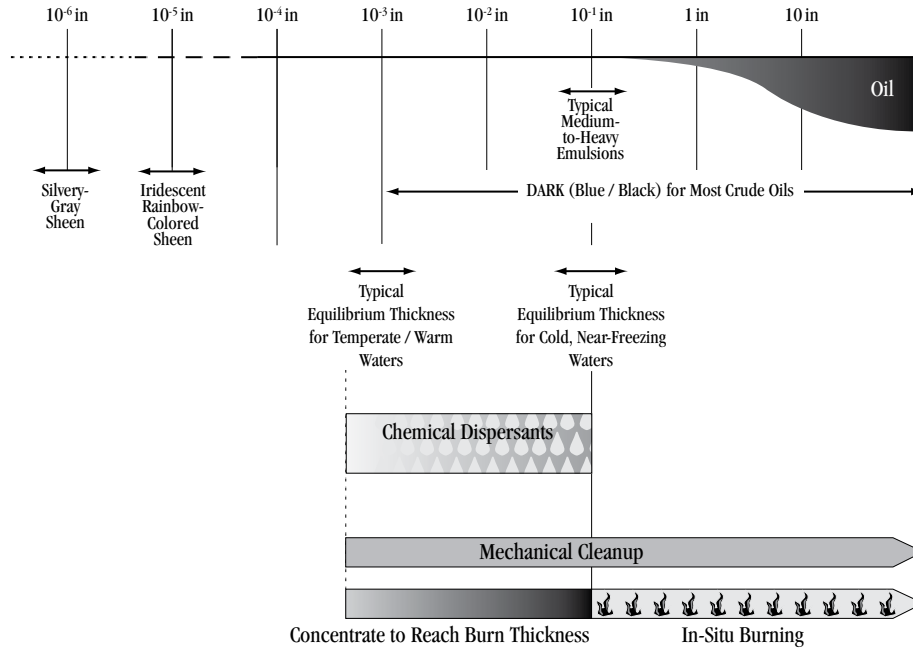 10⁻⁶ in 10⁻⁵ in 10⁻⁴ in 10⁻³ in 10⁻² in 10⁻¹ in 1 in 10 in
Oil
Typical
Medium-
to-Heavy
Emulsions
Silvery-
Gray
Sheen
Iridescent
Rainbow-
Colored
Sheen
DARK (Blue / Black) for Most Crude Oils
Typical
Equilibrium Thickness
for Temperate / Warm
Waters
Typical
Equilibrium Thickness
for Cold, Near-Freezing
Waters
Chemical Dispersants
Mechanical Cleanup
Concentrate to Reach Burn Thickness
In-Situ Burning